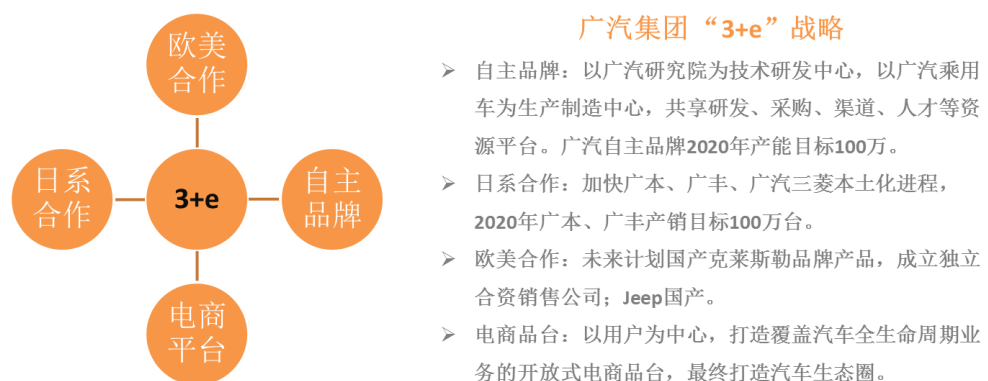 欧美
合作
日系
合作
3+e
自主
品牌
电商
平台
广汽集团“3+e”战略
➢ 自主品牌：以广汽研究院为技术研发中心，以广汽乘用
车为生产制造中心，共享研发、采购、渠道、人才等资
源平台。广汽自主品牌2020年产能目标100万。
➢ 日系合作：加快广本、广丰、广汽三菱本土化进程，
2020年广本、广丰产销目标100万台。
➢ 欧美合作：未来计划国产克莱斯勒品牌产品，成立独立
合资销售公司；Jeep国产。
➢ 电商品台：以用户为中心，打造覆盖汽车全生命周期业
务的开放式电商品台，最终打造汽车生态圈。